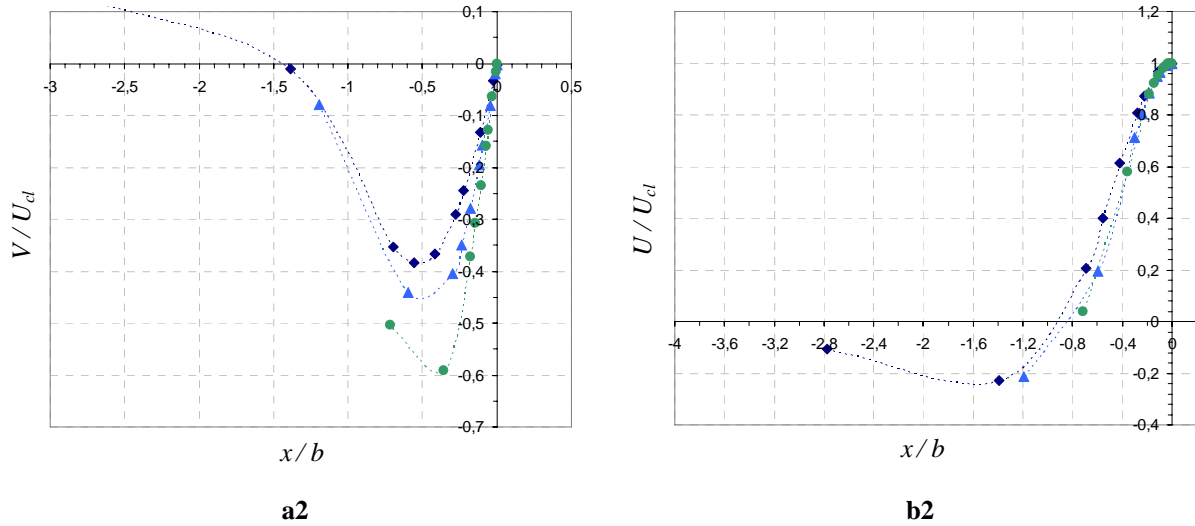 0,1
0
-0,1
-0,2
-0,3
-0,4
-0,5
-0,6
-0,7
-3 -2,5 -2 -1,5 -1 -0,5 0 0,5
V / U_cl
x / b
a2
1,2
1
0,8
0,6
0,4
0,2
0
-0,2
-0,4
-4 -3,6 -3,2 -2,8 -2,4 -2 -1,6 -1,2 -0,8 -0,4 0
U / U_cl
x / b
b2